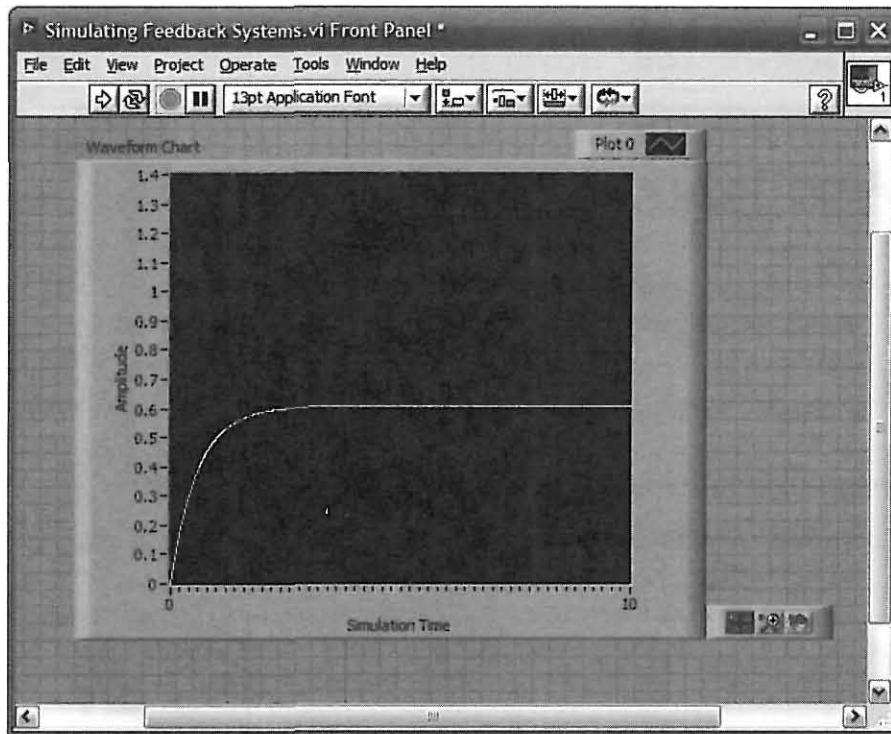 Simulating Feedback Systems.vi Front Panel *
File Edit View Project Operate Tools Window Help
13pt Application Font
?
1
Waveform Chart
Plot 0
1.4
1.3
1.2
1.1
1
0.9
0.8
0.7
0.6
0.5
0.4
0.3
0.2
0.1
0
Amplitude
0 10
Simulation Time